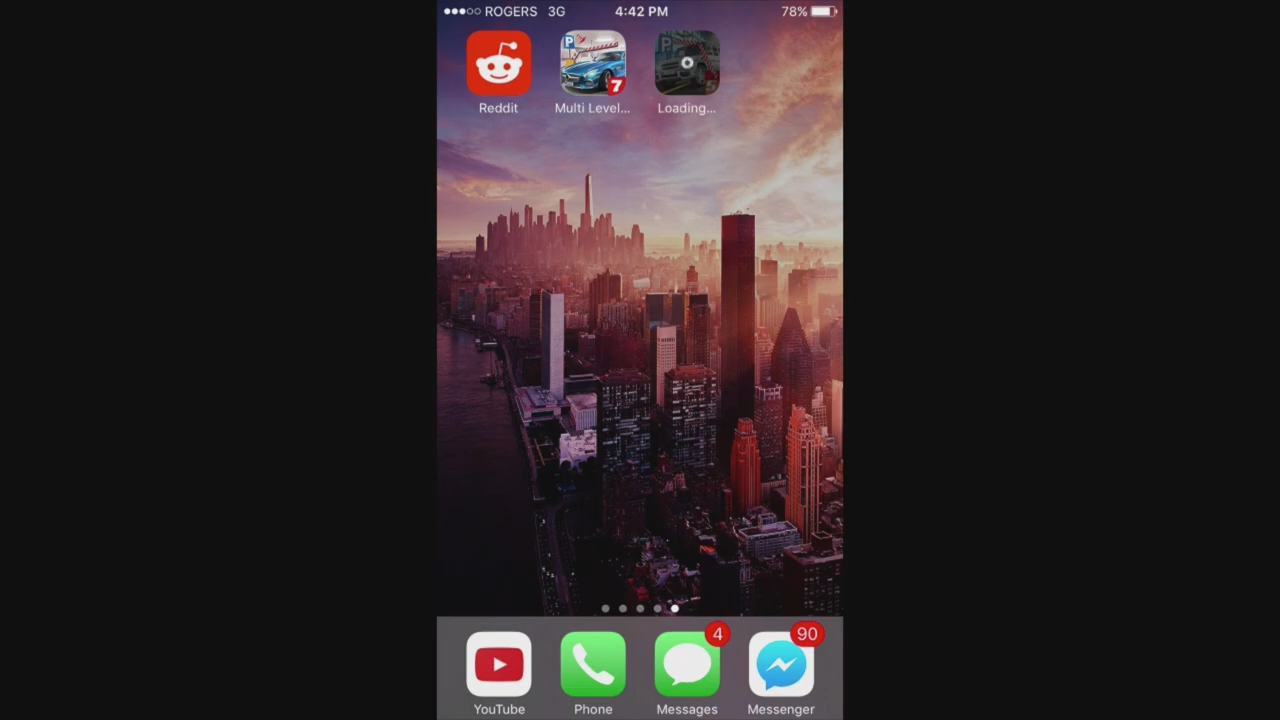 ROGERS 3G 4:42 PM 78%
P P
7
Reddit Multi Level... Loading...
4 90
YouTube Phone Messages Messenger